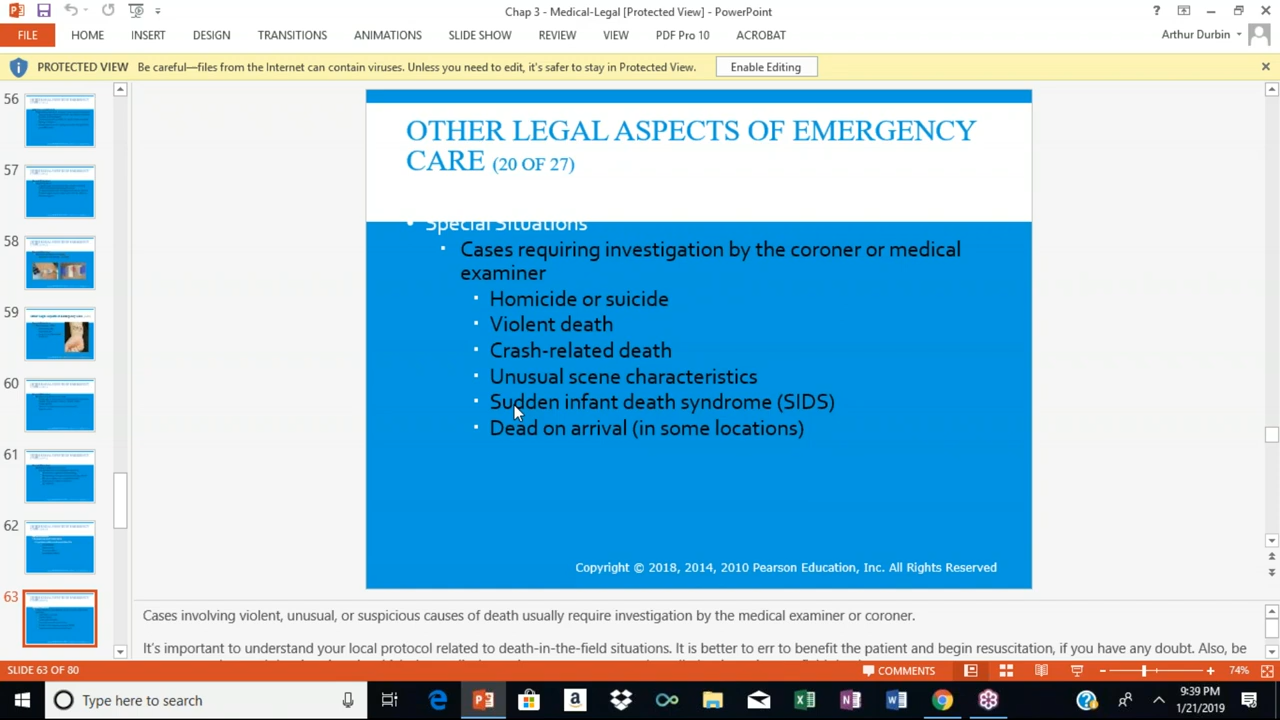 Chap 3 - Medical-Legal [Protected View] - PowerPoint
?
Arthur Durbin
FILE HOME INSERT DESIGN TRANSITIONS ANIMATIONS SLIDE SHOW REVIEW VIEW PDF Pro 10 ACROBAT
PROTECTED VIEW Be careful—files from the Internet can contain viruses. Unless you need to edit, it's safer to stay in Protected View. Enable Editing
56
57
58
59
60
61
62
63
OTHER LEGAL ASPECTS OF EMERGENCY
CARE (20 OF 27)
• Special Situations
Cases requiring investigation by the coroner or medical
examiner
Homicide or suicide
Violent death
Crash-related death
Unusual scene characteristics
Sudden infant death syndrome (SIDS)
Dead on arrival (in some locations)
Copyright © 2018, 2014, 2010 Pearson Education, Inc. All Rights Reserved
Cases involving violent, unusual, or suspicious causes of death usually require investigation by the medical examiner or coroner.
It's important to understand your local protocol related to death-in-the-field situations. It is better to err to benefit the patient and begin resuscitation, if you have any doubt. Also, be
SLIDE 63 OF 80 COMMENTS 74%
Type here to search
9:39 PM
1/21/2019